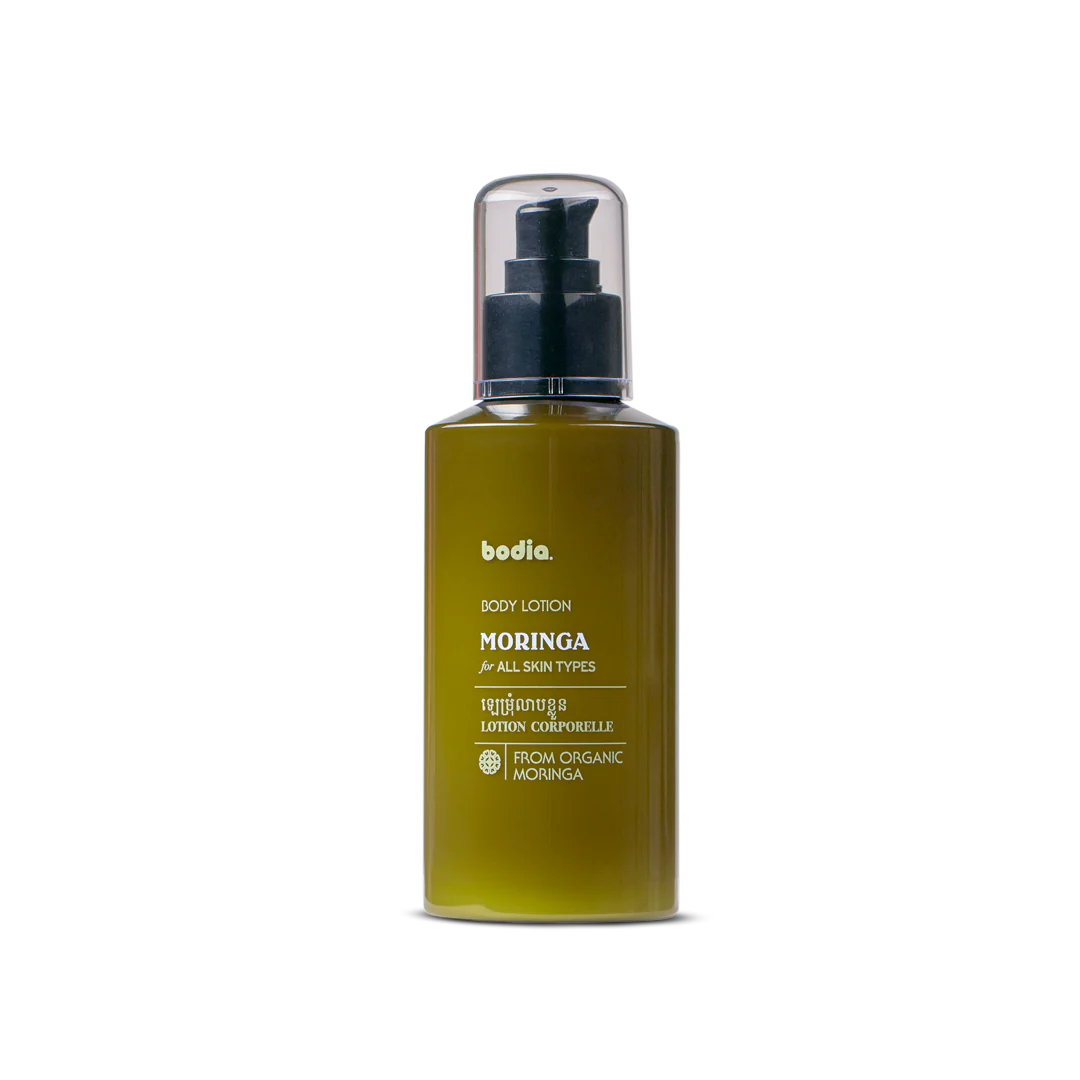 bodia.
BODY LOTION
MORINGA
for ALL SKIN TYPES
ឡេម្រុំលាបខ្លួន
LOTION CORPORELLE
FROM ORGANIC
MORINGA